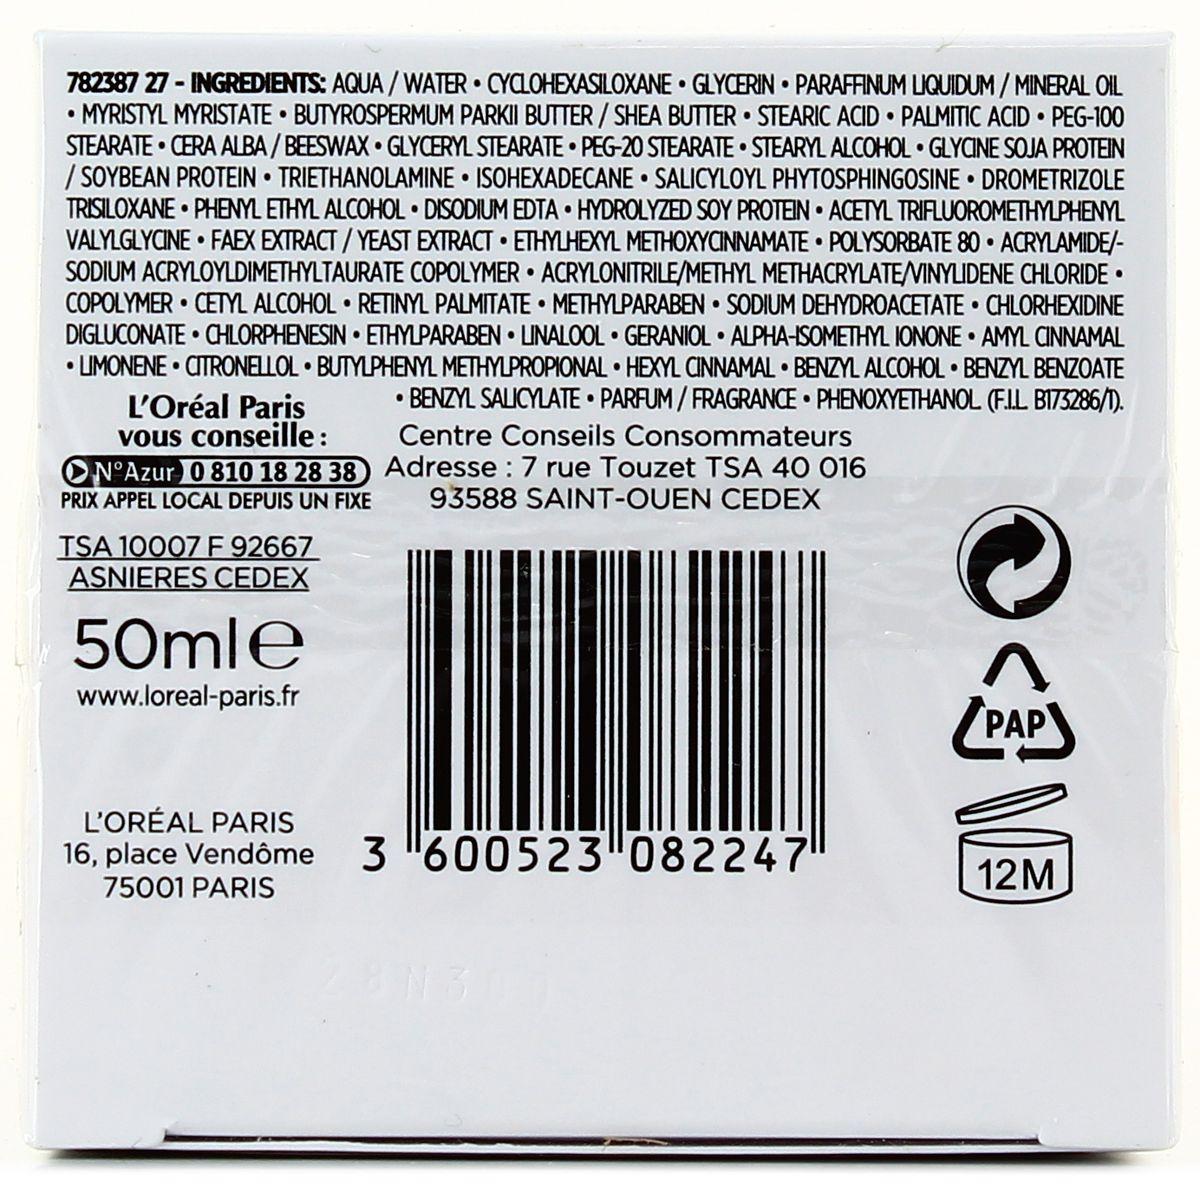 782387 27 - INGREDIENTS: AQUA / WATER • CYCLOHEXASILOXANE • GLYCERIN • PARAFFINUM LIQUIDUM / MINERAL OIL
• MYRISTYL MYRISTATE • BUTYROSPERMUM PARKII BUTTER / SHEA BUTTER • STEARIC ACID • PALMITIC ACID • PEG-100
STEARATE • CERA ALBA / BEESWAX • GLYCERYL STEARATE • PEG-20 STEARATE • STEARYL ALCOHOL • GLYCINE SOJA PROTEIN
/ SOYBEAN PROTEIN • TRIETHANOLAMINE • ISOHEXADECANE • SALICYLOYL PHYTOSPHINGOSINE • DROMETRIZOLE
TRISILOXANE • PHENYL ETHYL ALCOHOL • DISODIUM EDTA • HYDROLYZED SOY PROTEIN • ACETYL TRIFLUOROMETHYLPHENYL
VALYLGLYCINE • FAEX EXTRACT / YEAST EXTRACT • ETHYLHEXYL METHOXYCINNAMATE • POLYSORBATE 80 • ACRYLAMIDE/-
SODIUM ACRYLOYLDIMETHYLTAURATE COPOLYMER • ACRYLONITRILE/METHYL METHACRYLATE/VINYLIDENE CHLORIDE •
COPOLYMER • CETYL ALCOHOL • RETINYL PALMITATE • METHYLPARABEN • SODIUM DEHYDROACETATE • CHLORHEXIDINE
DIGLUCONATE • CHLORPHENESIN • ETHYLPARABEN • LINALOOL • GERANIOL • ALPHA-ISOMETHYL IONONE • AMYL CINNAMAL
• LIMONENE • CITRONELLOL • BUTYLPHENYL METHYLPROPIONAL • HEXYL CINNAMAL • BENZYL ALCOHOL • BENZYL BENZOATE
• BENZYL SALICYLATE • PARFUM / FRAGRANCE • PHENOXYETHANOL (F.I.L. B173286/1).
L'Oréal Paris
vous conseille :
N°Azur 0 810 18 28 38
PRIX APPEL LOCAL DEPUIS UN FIXE
Centre Conseils Consommateurs
Adresse : 7 rue Touzet TSA 40 016
93588 SAINT-OUEN CEDEX
TSA 10007 F 92667
ASNIERES CEDEX
50ml e
www.loreal-paris.fr
L'ORÉAL PARIS
16, place Vendôme
75001 PARIS
3 600523 082247
PAP
12M